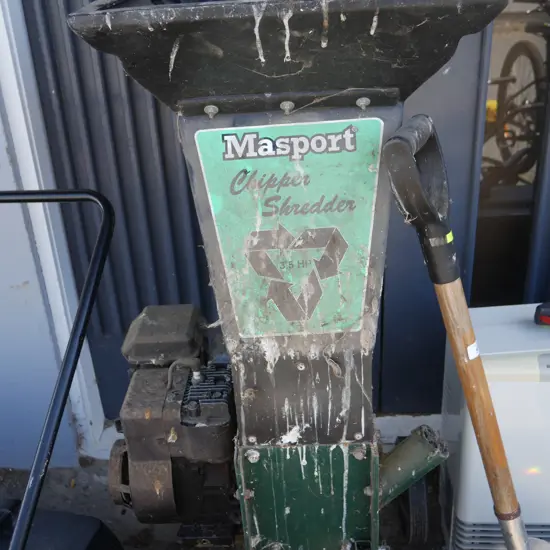 Masport
Chipper
Shredder
3.5 HP